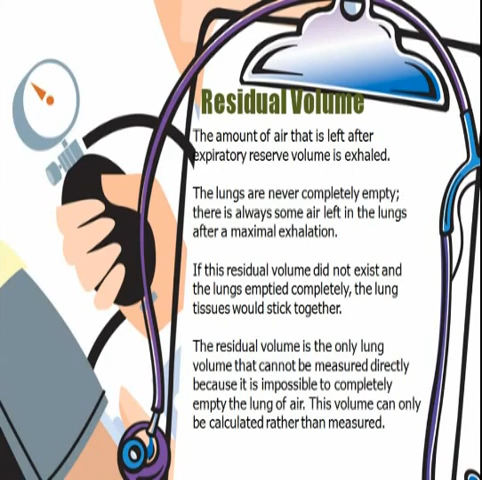 Residual Volume
The amount of air that is left after
expiratory reserve volume is exhaled.
The lungs are never completely empty;
there is always some air left in the lungs
after a maximal exhalation.
If this residual volume did not exist and
the lungs emptied completely, the lung
tissues would stick together.
The residual volume is the only lung
volume that cannot be measured directly
because it is impossible to completely
empty the lung of air. This volume can only
be calculated rather than measured.